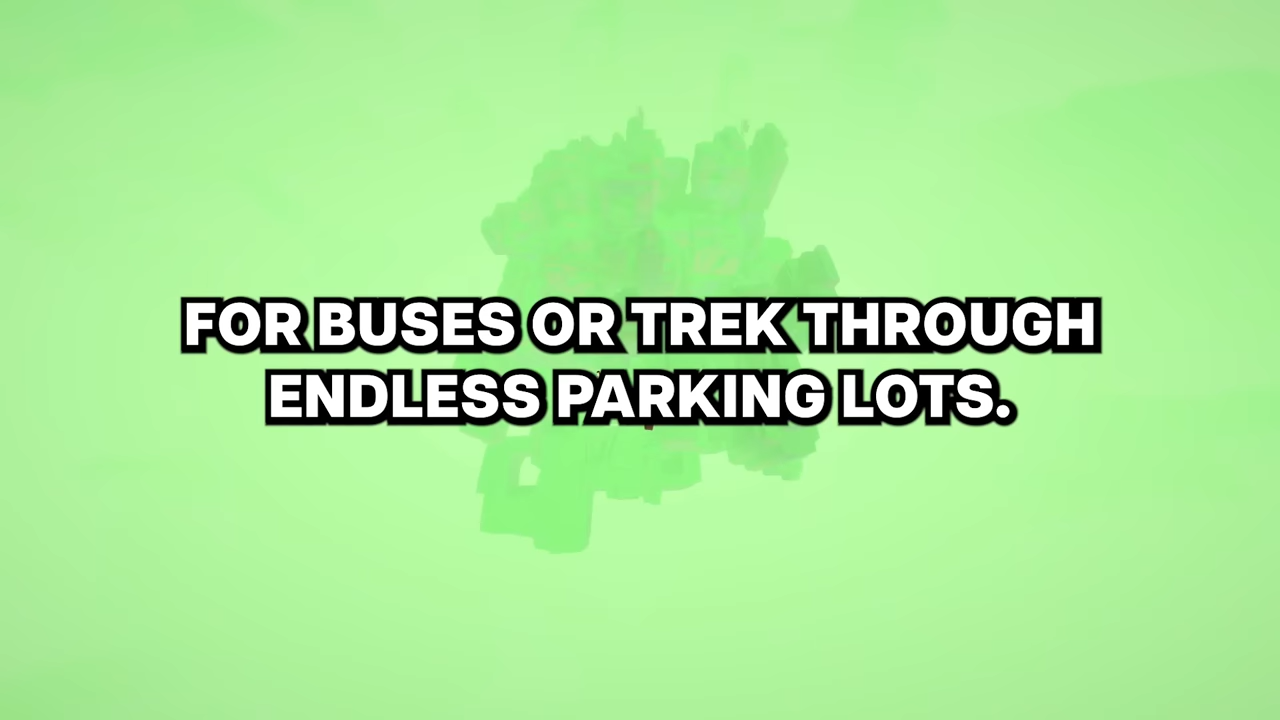 FOR BUSES OR TREK THROUGH
ENDLESS PARKING LOTS.